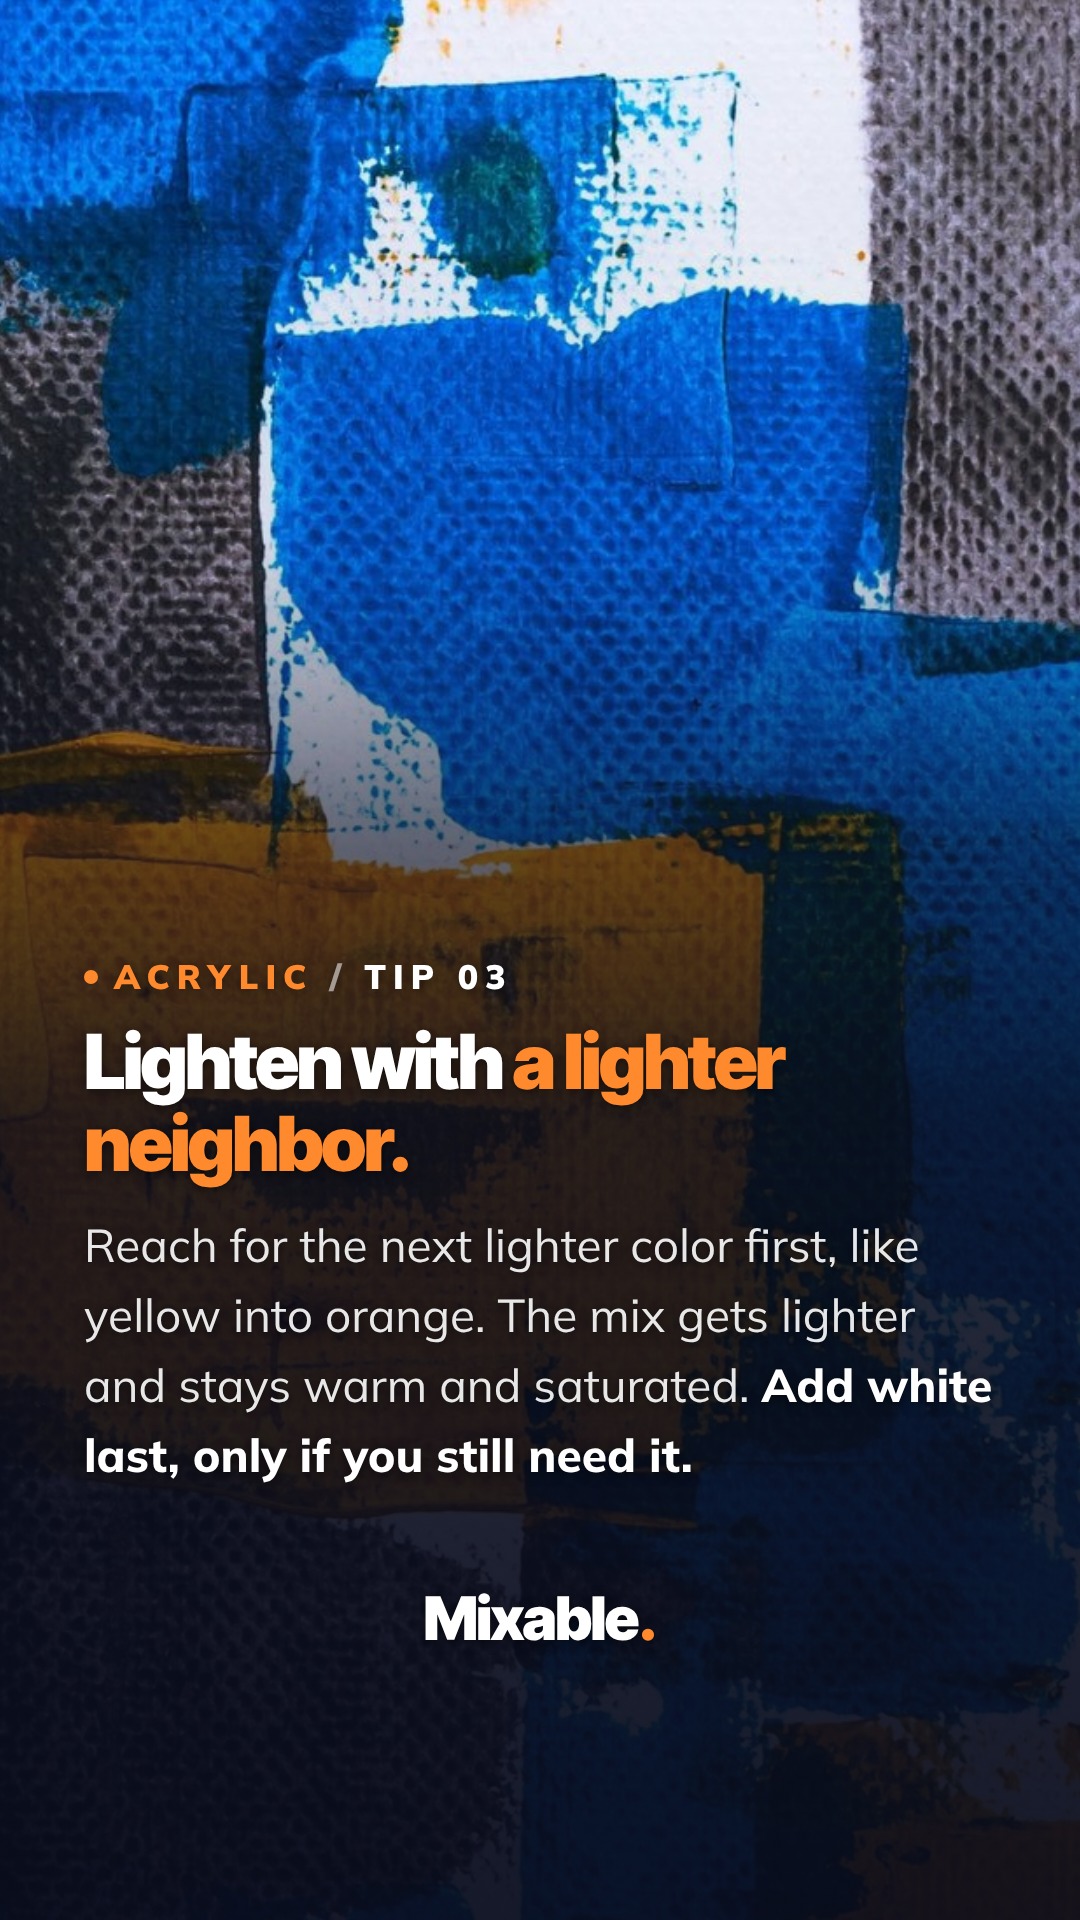 • ACRYLIC / TIP 03
Lighten with a lighter
neighbor.
Reach for the next lighter color first, like
yellow into orange. The mix gets lighter
and stays warm and saturated. Add white
last, only if you still need it.
Mixable.